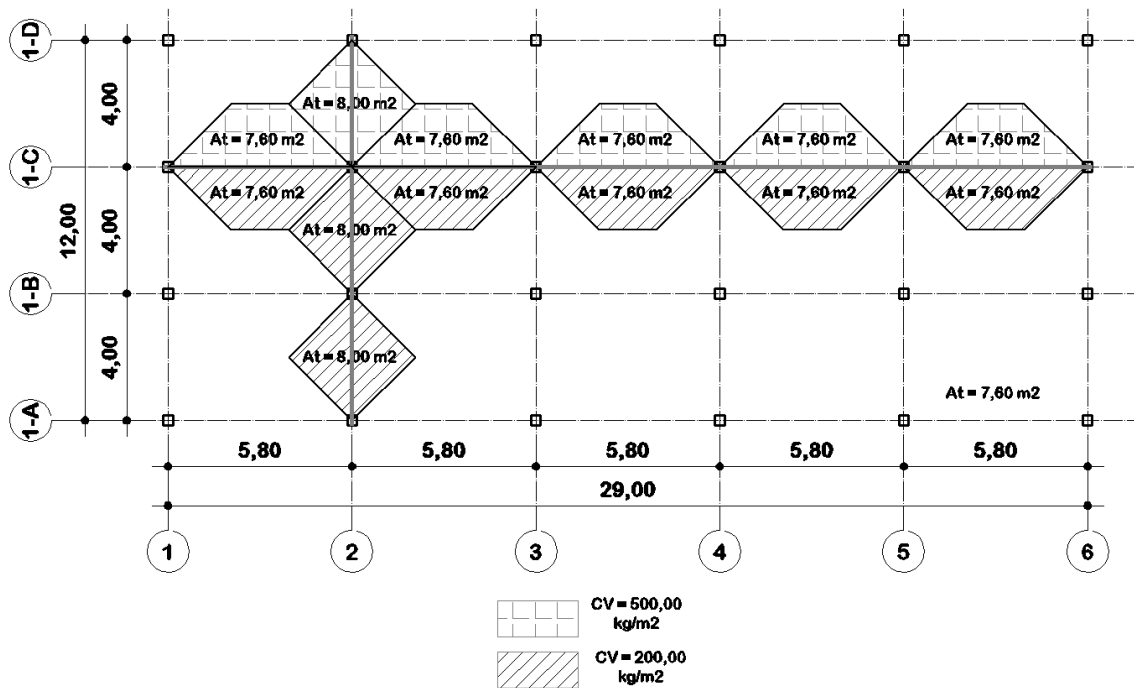 1-D
4,00
At = 8,00 m2
At = 7,60 m2
At = 7,60 m2
At = 7,60 m2
At = 7,60 m2
At = 7,60 m2
1-C
At = 7,60 m2
At = 7,60 m2
At = 7,60 m2
At = 7,60 m2
At = 7,60 m2
12,00
4,00
At = 8,00 m2
1-B
4,00
At = 8,00 m2
At = 7,60 m2
1-A
5,80
5,80
5,80
5,80
5,80
29,00
1
2
3
4
5
6
CV = 500,00
kg/m2
CV = 200,00
kg/m2